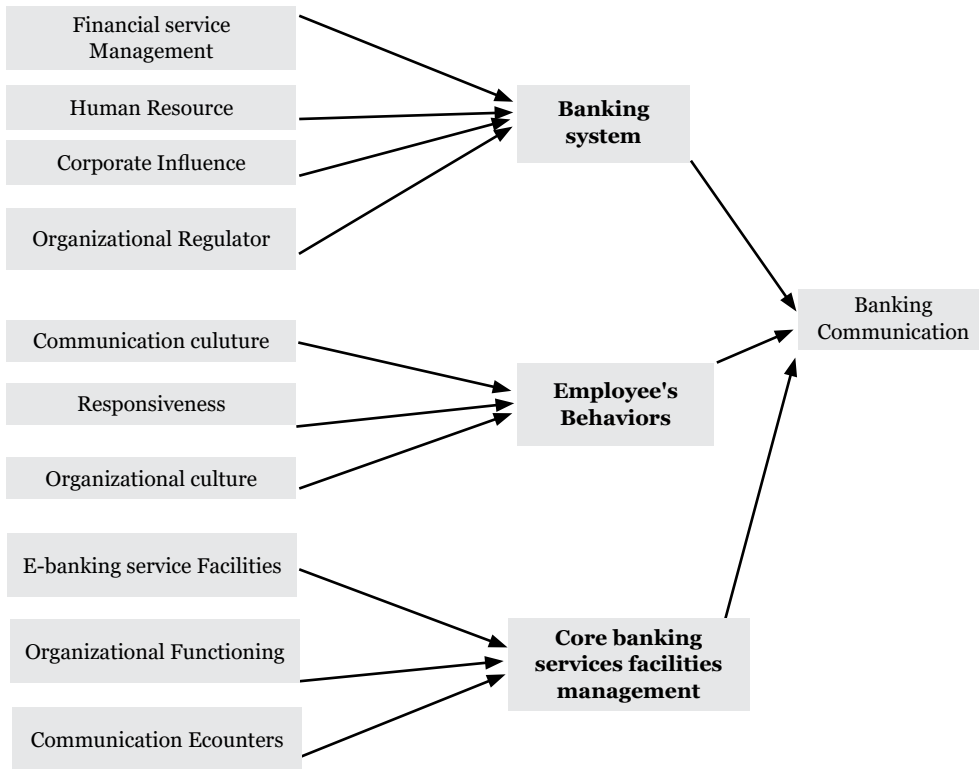 Financial service
Management
Human Resource
Corporate Influence
Organizational Regulator
Banking
system
Communication culuture
Responsiveness
Organizational culture
Employee's
Behaviors
E-banking service Facilities
Organizational Functioning
Communication Ecounters
Core banking
services facilities
management
Banking
Communication